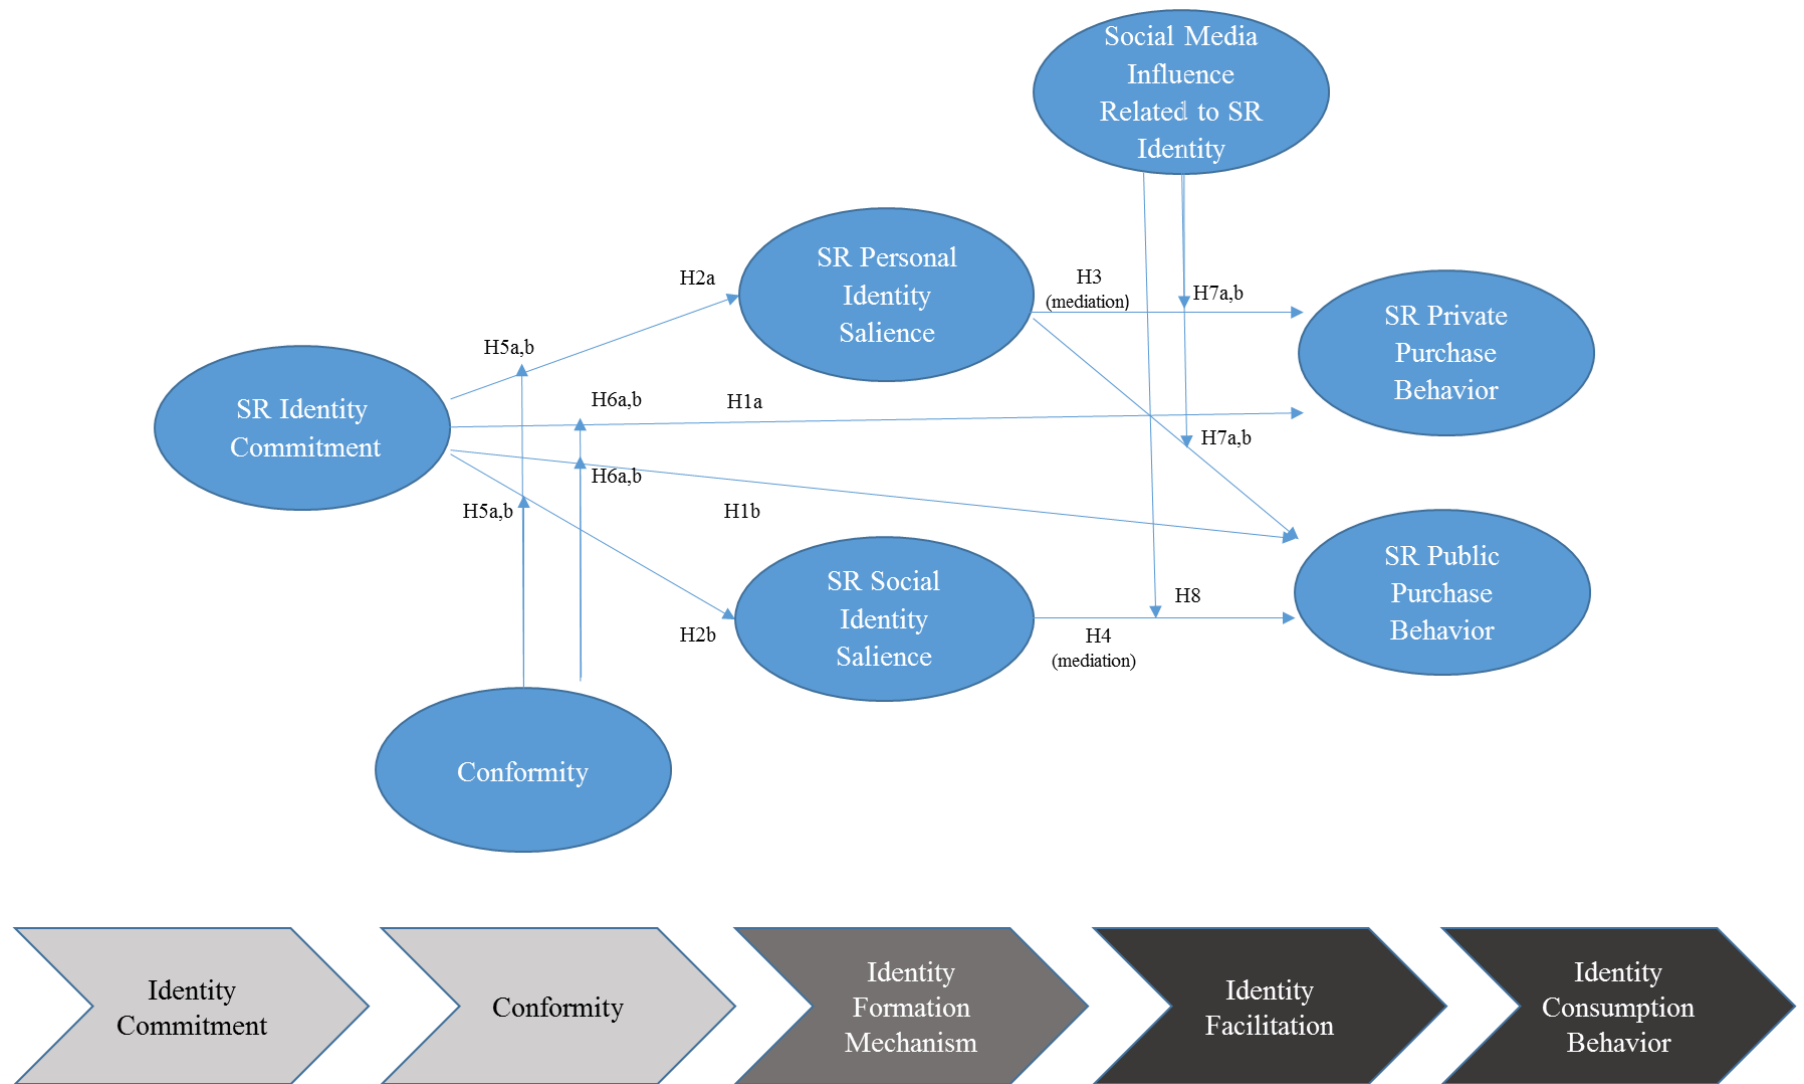 Social Media
Influence
Related to SR
Identity
SR Personal
Identity
Salience
H2a
H3
(mediation)
H7a,b
SR Private
Purchase
Behavior
H5a,b
SR Identity
Commitment
H6a,b
H1a
H7a,b
H6a,b
H5a,b
H1b
SR Social
Identity
Salience
H2b
H8
H4
(mediation)
SR Public
Purchase
Behavior
Conformity
Identity
Commitment
Conformity
Identity
Formation
Mechanism
Identity
Facilitation
Identity
Consumption
Behavior